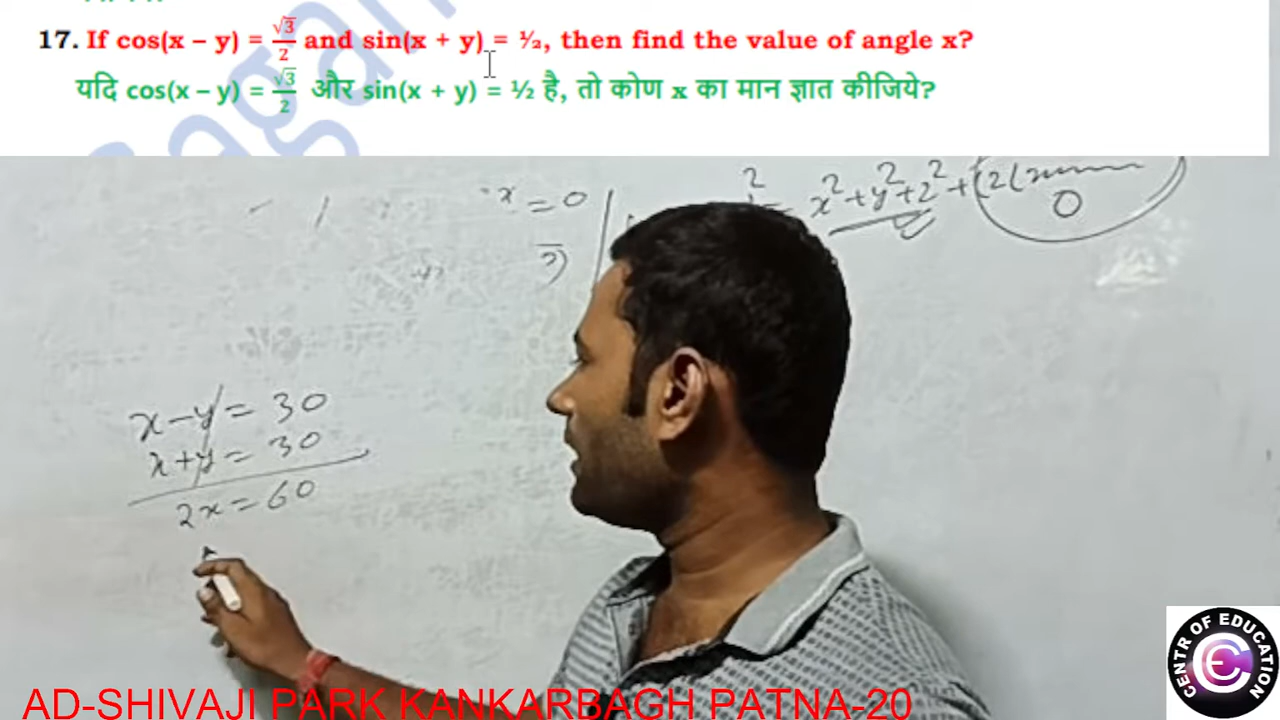 17. If cos(x – y) = √3/2 and sin(x + y) = ½, then find the value of angle x?
यदि cos(x – y) = √3/2 और sin(x + y) = ½ है, तो कोण x का मान ज्ञात कीजिये?
x = 0
x² + y² + z² + (2(
0
x – y = 30
x + y = 30
2x = 60
CENTR OF EDUCATION
AD-SHIVAJI PARK KANKARBAGH PATNA-20